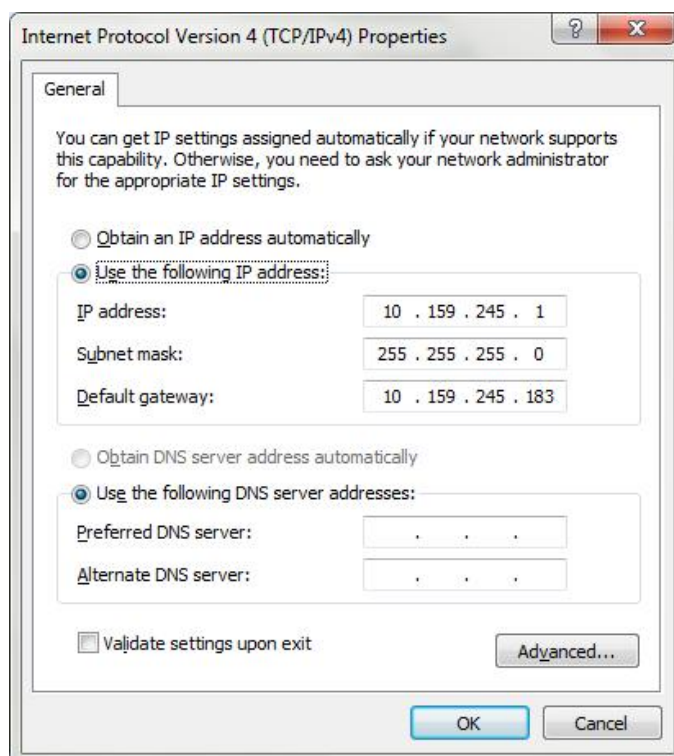 Internet Protocol Version 4 (TCP/IPv4) Properties
General
You can get IP settings assigned automatically if your network supports
this capability. Otherwise, you need to ask your network administrator
for the appropriate IP settings.
Obtain an IP address automatically
Use the following IP address:
IP address: 10 . 159 . 245 . 1
Subnet mask: 255 . 255 . 255 . 0
Default gateway: 10 . 159 . 245 . 183
Obtain DNS server address automatically
Use the following DNS server addresses:
Preferred DNS server: . . .
Alternate DNS server: . . .
Validate settings upon exit
Advanced...
OK Cancel